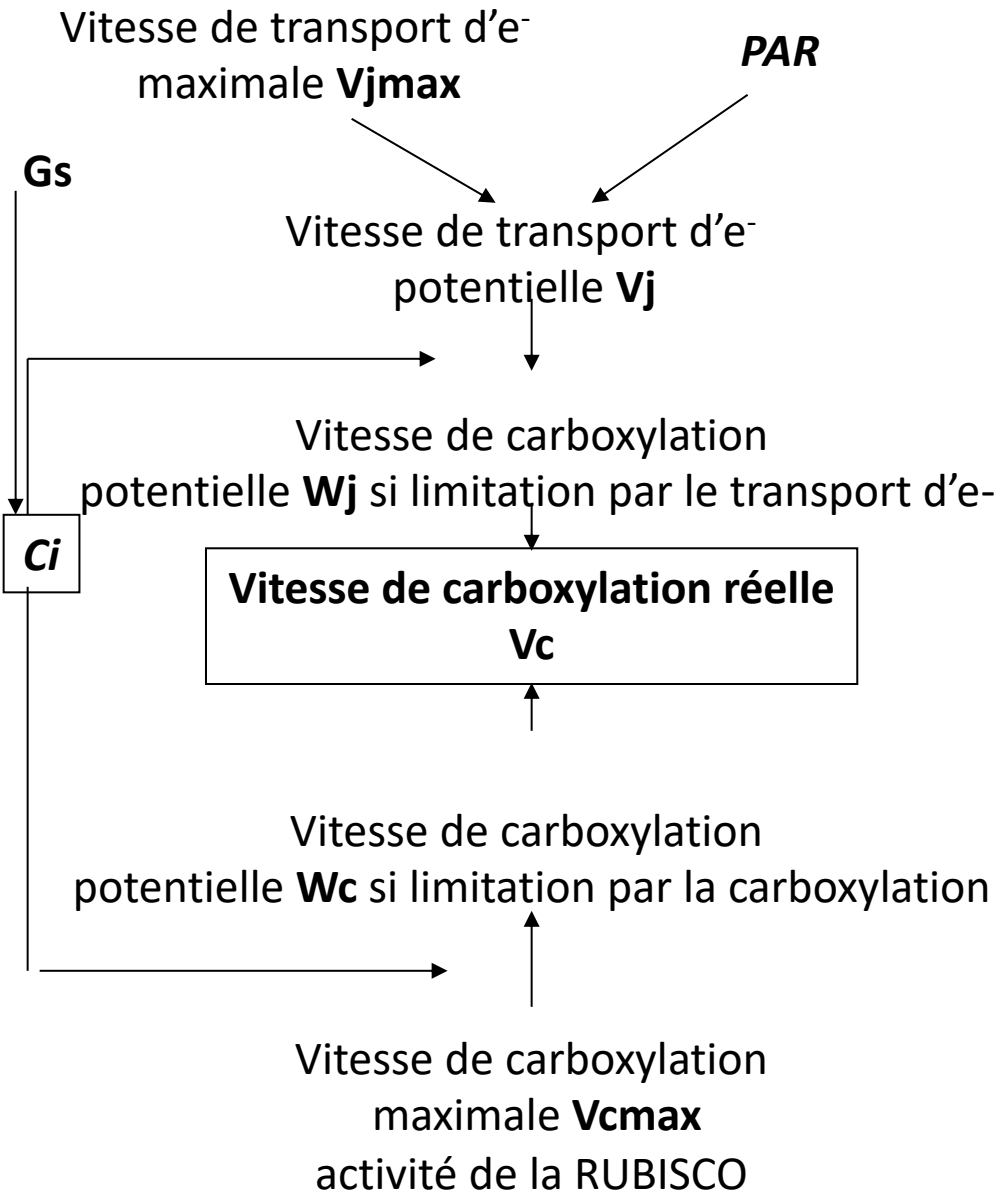 Vitesse de transport d'e-
maximale Vjmax
PAR
Gs
Vitesse de transport d'e-
potentielle Vj
Vitesse de carboxylation
potentielle Wj si limitation par le transport d'e-
Ci
Vitesse de carboxylation réelle
Vc
Vitesse de carboxylation
potentielle Wc si limitation par la carboxylation
Vitesse de carboxylation
maximale Vcmax
activité de la RUBISCO